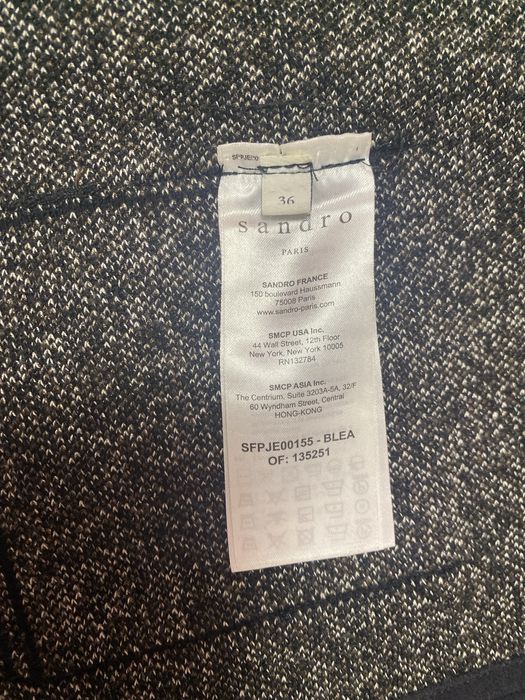 SFPJE00
36
sandro
PARIS
SANDRO FRANCE
150 boulevard Haussmann
75008 Paris
www.sandro-paris.com
SMCP USA Inc.
44 Wall Street, 12th Floor
New York, New York 10005
RN132784
SMCP ASIA Inc.
The Centrium, Suite 3203A-5A, 32/F
60 Wyndham Street, Central
HONG-KONG
SFPJE00155 - BLEA
OF: 135251